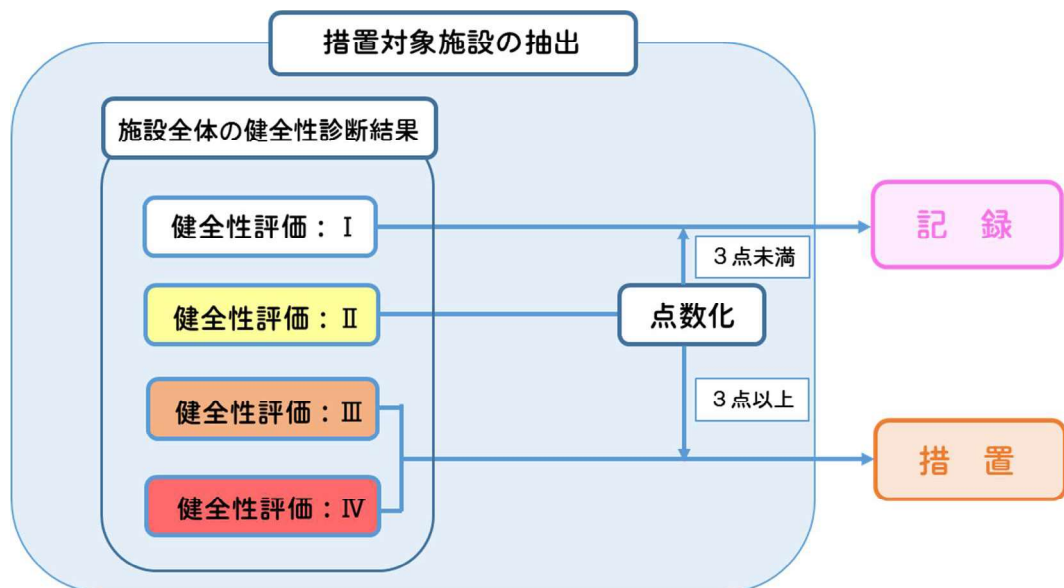 措置対象施設の抽出
施設全体の健全性診断結果
健全性評価：Ⅰ
記　録
３点未満
健全性評価：Ⅱ
点数化
健全性評価：Ⅲ
３点以上
措　置
健全性評価：Ⅳ